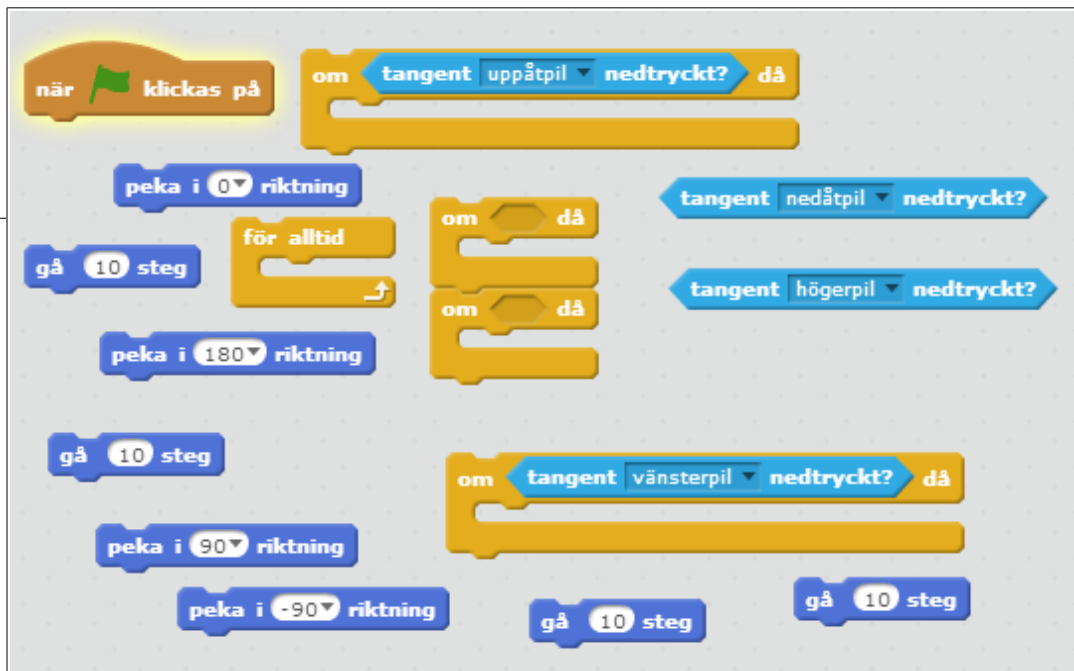 när klickas på
om tangent uppåtpil nedtryckt? då
peka i 0 riktning
tangent nedåtpil nedtryckt?
om då
för alltid
gå 10 steg
tangent högerpil nedtryckt?
om då
peka i 180 riktning
gå 10 steg
om tangent vänsterpil nedtryckt? då
peka i 90 riktning
peka i -90 riktning
gå 10 steg
gå 10 steg